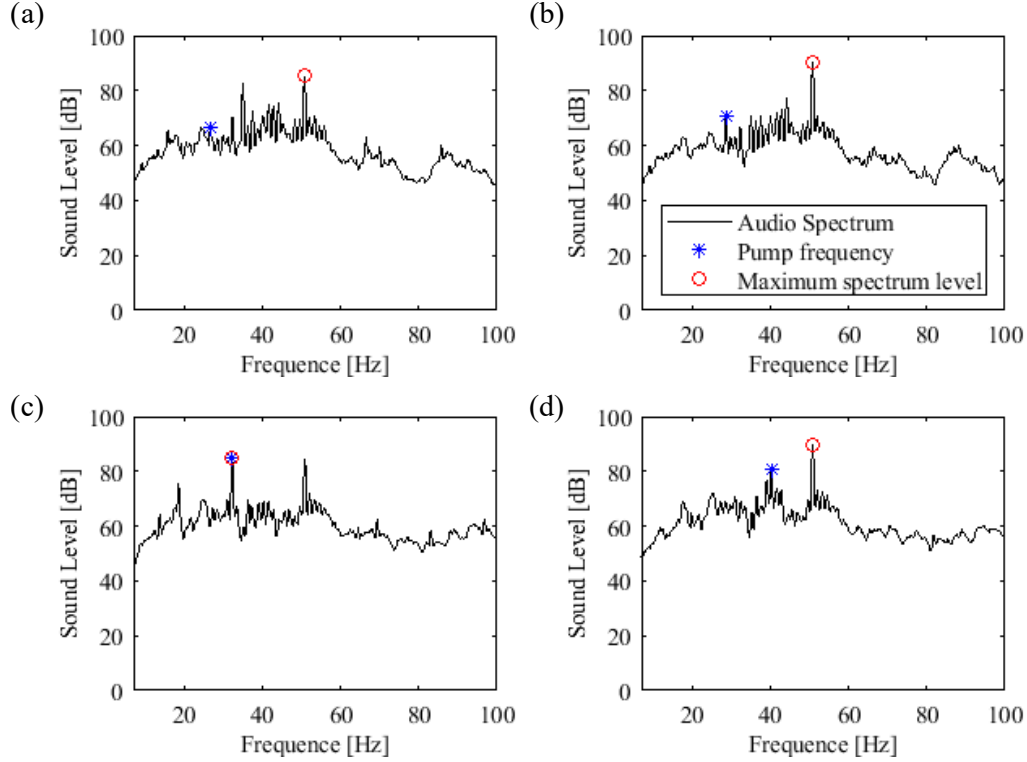 (a)
(b)
100
80
60
40
20
0
Sound Level [dB]
20 40 60 80 100
Frequence [Hz]
100
80
60
40
20
0
Sound Level [dB]
Audio Spectrum
Pump frequency
Maximum spectrum level
20 40 60 80 100
Frequence [Hz]
(c)
(d)
100
80
60
40
20
0
Sound Level [dB]
20 40 60 80 100
Frequence [Hz]
100
80
60
40
20
0
Sound Level [dB]
20 40 60 80 100
Frequence [Hz]